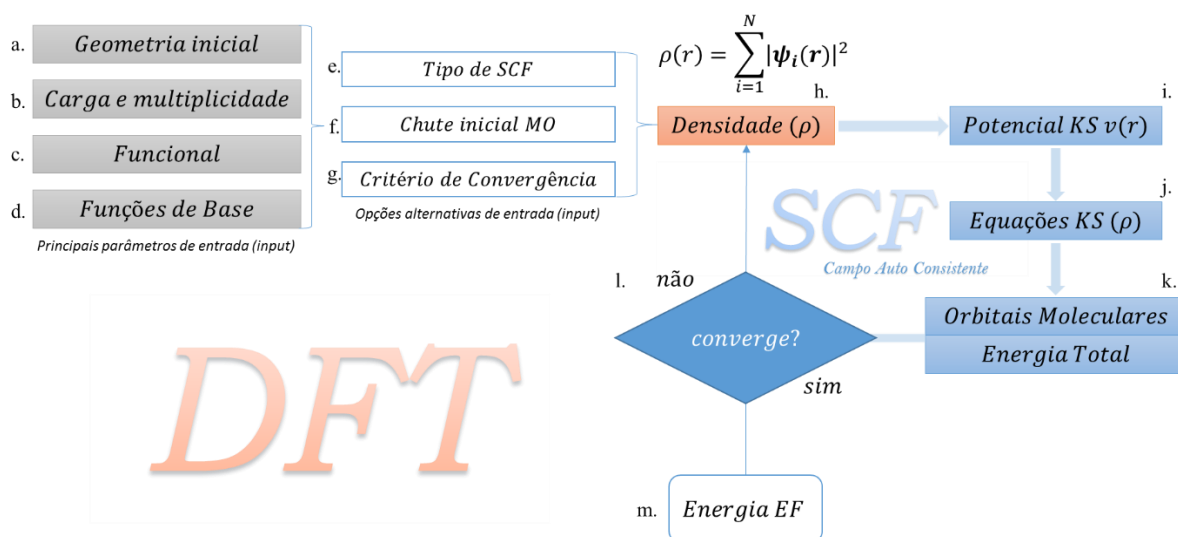 a. Geometria inicial
b. Carga e multiplicidade
c. Funcional
d. Funções de Base
Principais parâmetros de entrada (input)
e. Tipo de SCF
f. Chute inicial MO
g. Critério de Convergência
Opções alternativas de entrada (input)
ρ(r) = ∑_{i=1}^{N} |ψ_i(r)|²
h. Densidade (ρ)
i. Potencial KS v(r)
j. Equações KS (ρ)
k. Orbitais Moleculares
Energia Total
SCF
Campo Auto Consistente
l. não
converge?
sim
m. Energia EF
DFT